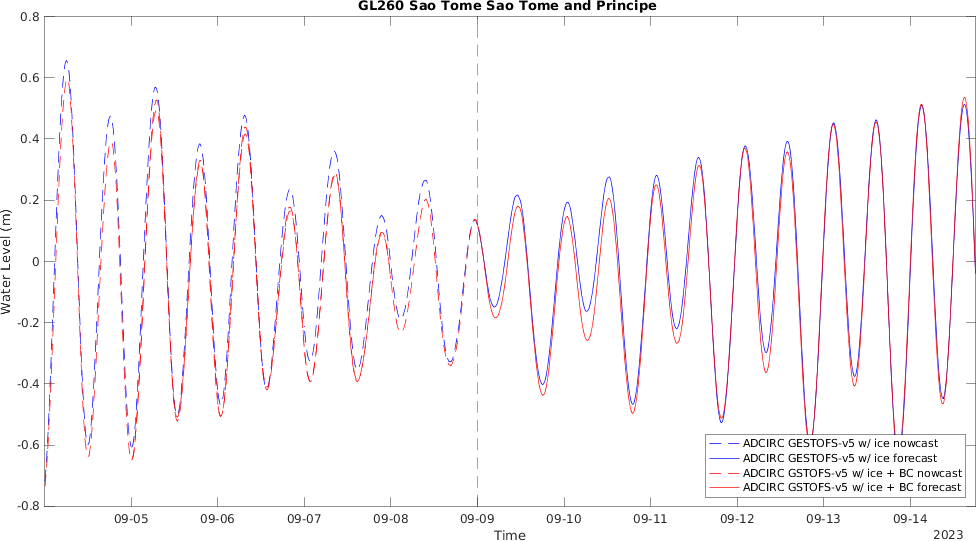 GL260 Sao Tome Sao Tome and Principe
Water Level (m)
0.8
0.6
0.4
0.2
0
-0.2
-0.4
-0.6
-0.8
ADCIRC GESTOFS-v5 w/ ice nowcast
ADCIRC GESTOFS-v5 w/ ice forecast
ADCIRC GSTOFS-v5 w/ ice + BC nowcast
ADCIRC GSTOFS-v5 w/ ice + BC forecast
09-05 09-06 09-07 09-08 09-09 09-10 09-11 09-12 09-13 09-14
Time
2023